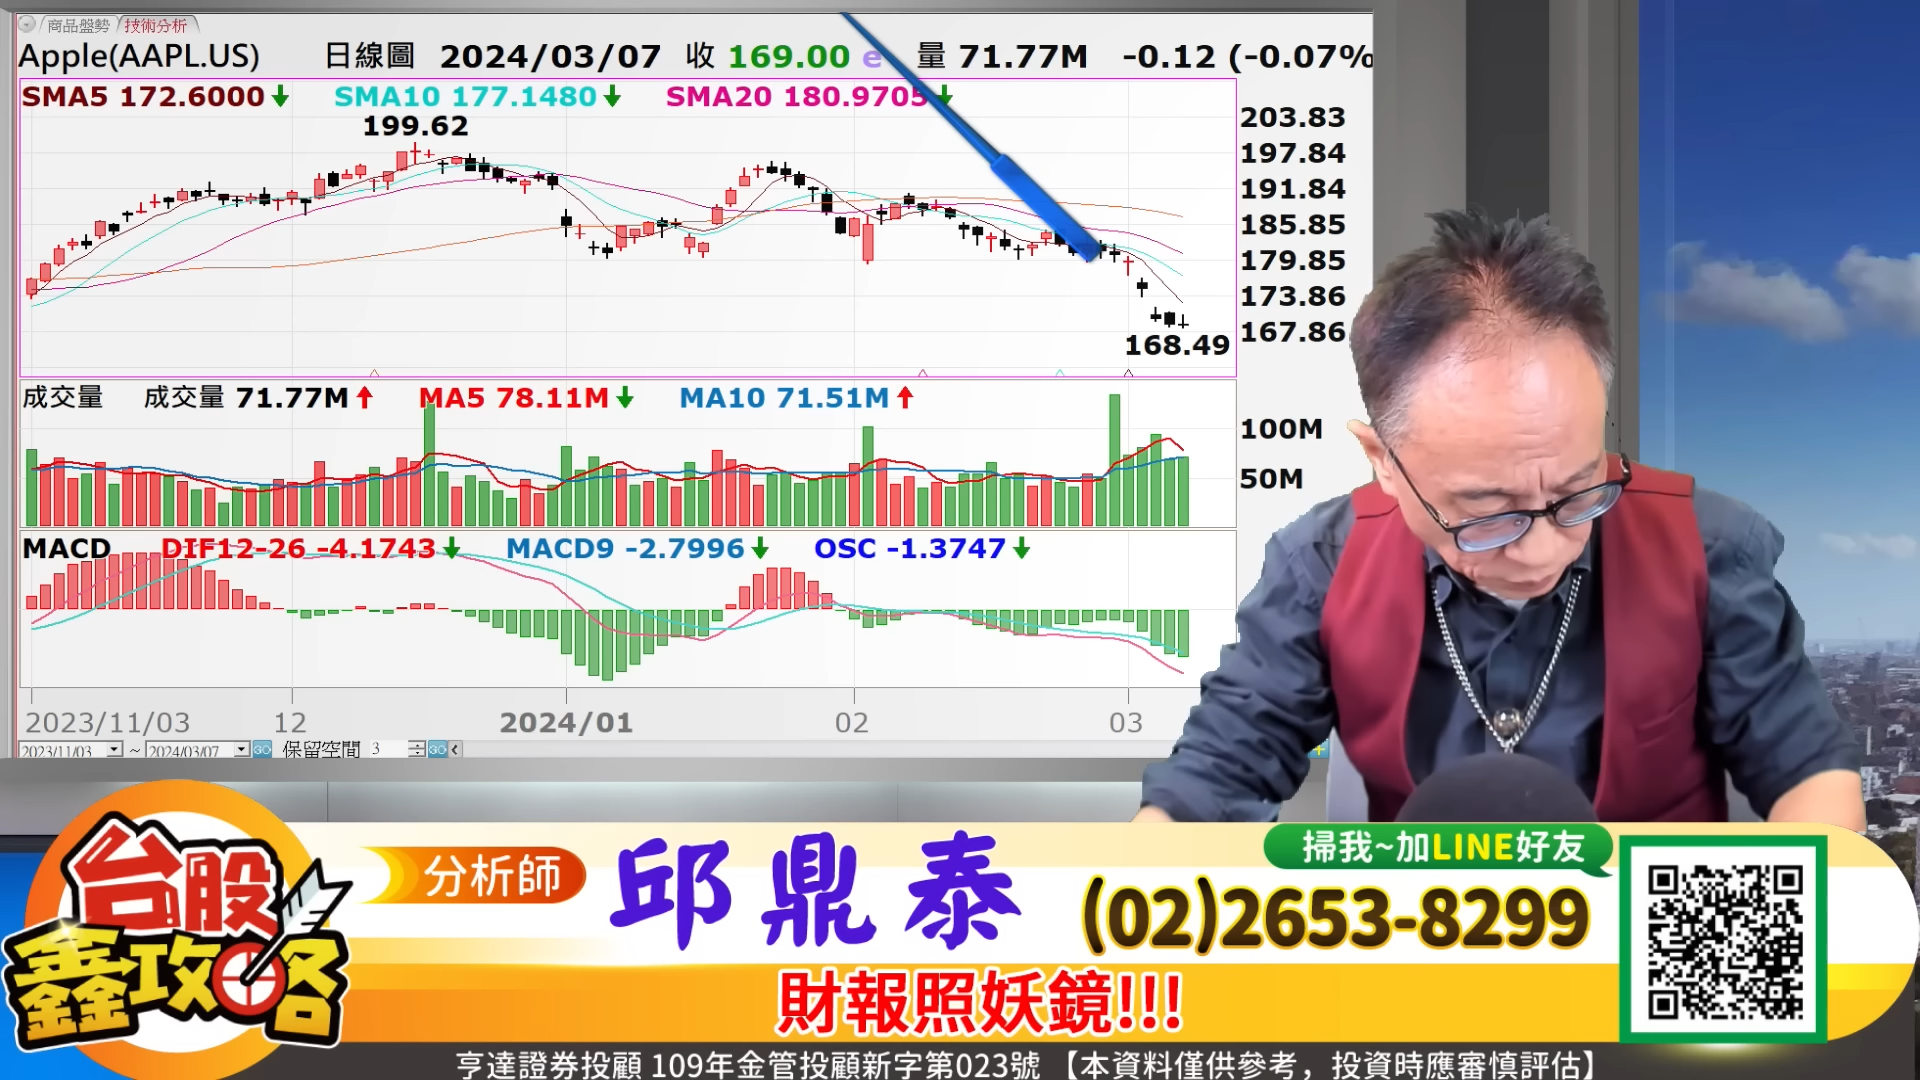 商品盤勢 技術分析
Apple(AAPL.US) 日線圖 2024/03/07 收 169.00 e 量 71.77M -0.12 (-0.07%
SMA5 172.6000↓ SMA10 177.1480↓ SMA20 180.9705↓
199.62
203.83
197.84
191.84
185.85
179.85
173.86
167.86
168.49
成交量 成交量 71.77M↑ MA5 78.11M↓ MA10 71.51M↑
100M
50M
MACD DIF12-26 -4.1743↓ MACD9 -2.7996↓ OSC -1.3747↓
2023/11/03 12 2024/01 02 03
2023/11/03 ~ 2024/03/07 GO 保留空間 3 GO
台股
鑫攻略
分析師 邱鼎泰
掃我~加LINE好友
(02)2653-8299
財報照妖鏡!!!
亨達證券投顧 109年金管投顧新字第023號 【本資料僅供參考，投資時應審慎評估】